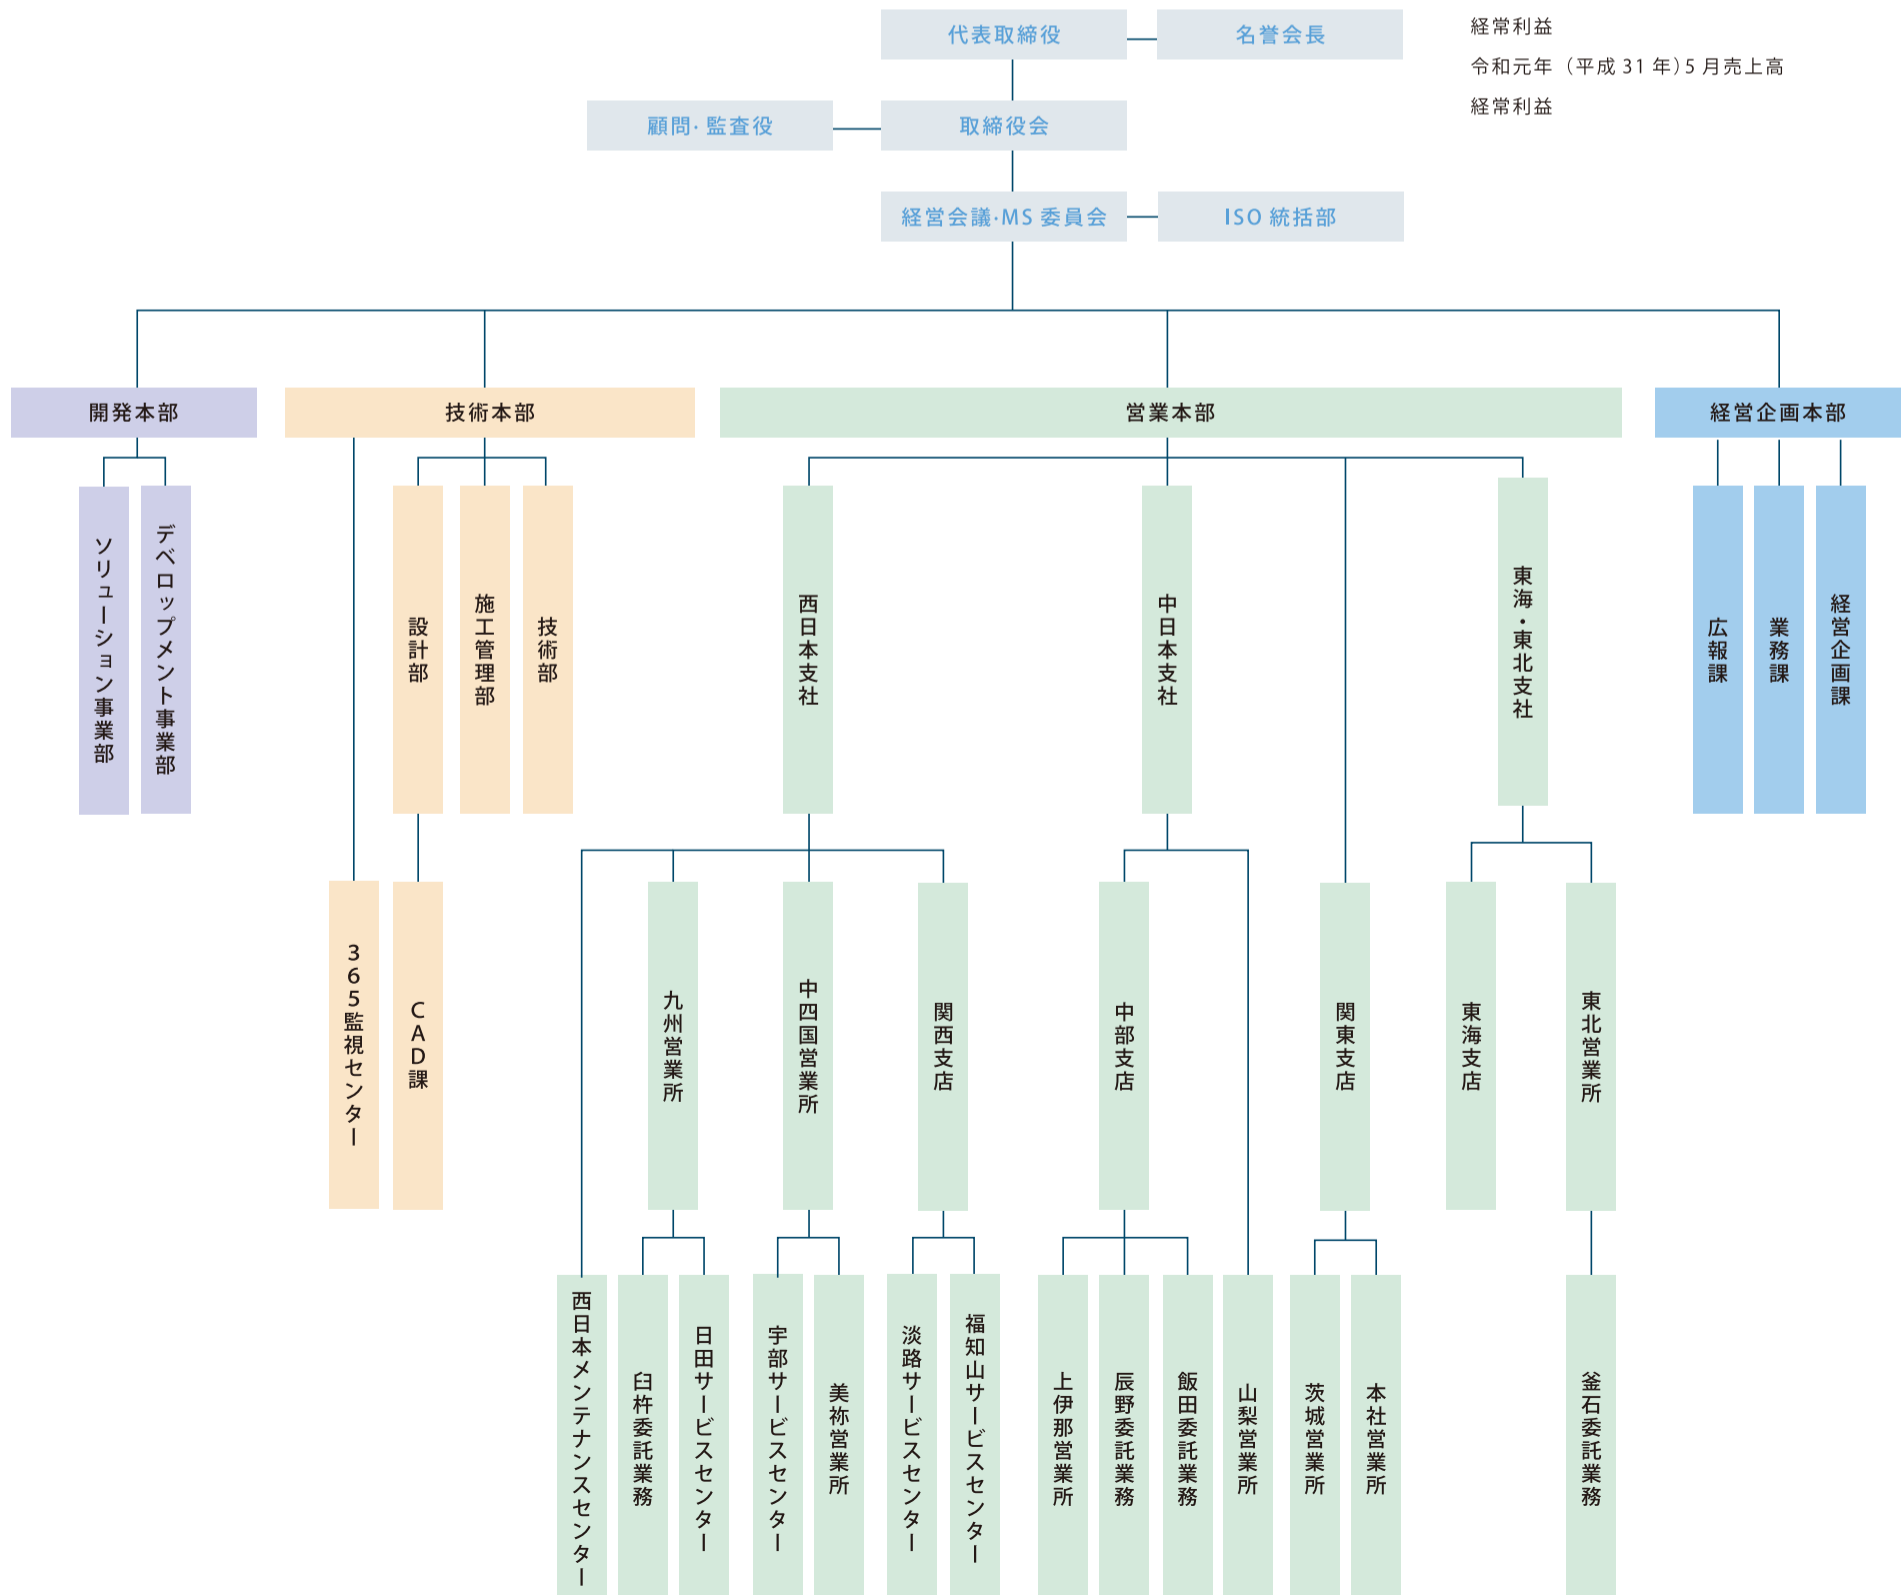 代表取締役
名誉会長
経常利益
令和元年（平成31年）5月売上高
経常利益
顧問・監査役
取締役会
経営会議・MS委員会
ISO統括部
開発本部
技術本部
営業本部
経営企画本部
ソリューション事業部
デベロップメント事業部
設計部
施工管理部
技術部
西日本支社
中日本支社
東海・東北支社
広報課
業務課
経営企画課
365監視センター
CAD課
九州営業所
中四国営業所
関西支店
中部支店
関東支店
東海支店
東北営業所
西日本メンテナンスセンター
臼杵委託業務
日田サービスセンター
宇部サービスセンター
美祢営業所
淡路サービスセンター
福知山サービスセンター
上伊那営業所
辰野委託業務
飯田委託業務
山梨営業所
茨城営業所
本社営業所
釜石委託業務